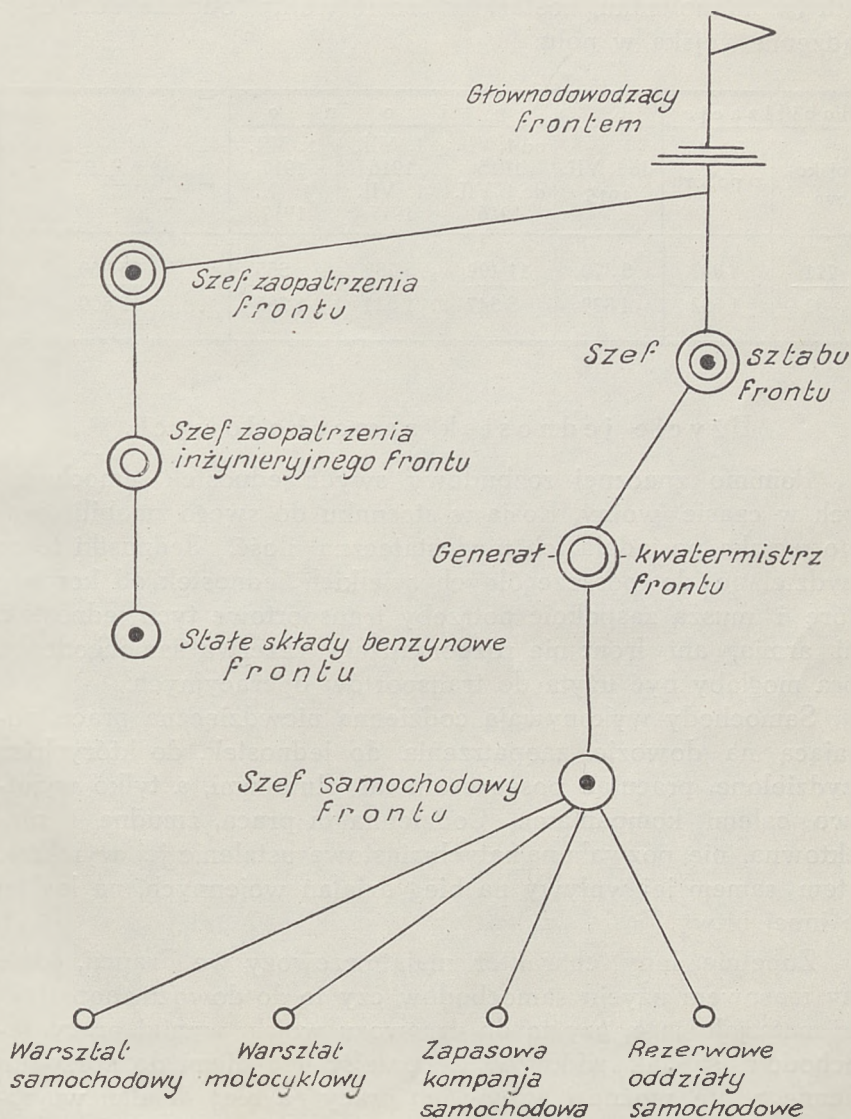 Głównodowodzący
frontem
Szef zaopatrzenia
frontu
Szef sztabu
frontu
Szef zaopatrzenia
inżynieryjnego frontu
Generał - kwatermistrz
frontu
Stałe składy benzynowe
frontu
Szef samochodowy
frontu
Warsztat
samochodowy
Warsztat
motocyklowy
Zapasowa
kompanja
samochodowa
Rezerwowe
oddziały
samochodowe